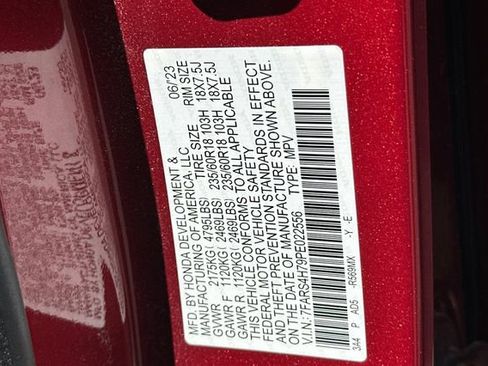 MFD. BY HONDA DEVELOPMENT &
MANUFACTURING OF AMERICA, LLC 06/23
TIRE SIZE RIM SIZE
GVWR 2175KG( 4795LBS) 235/60R18 103H 18X7.5J
GAWR F 1120KG( 2469LBS) 235/60R18 103H 18X7.5J
GAWR R 1120KG( 2469LBS)
THIS VEHICLE CONFORMS TO ALL APPLICABLE
FEDERAL MOTOR VEHICLE SAFETY
AND THEFT PREVENTION STANDARDS IN EFFECT
ON THE DATE OF MANUFACTURE SHOWN ABOVE.
V.I.N.: 7FARS4H79PE022556 TYPE: MPV
3A4 P AD5 -R569MX -Y -E